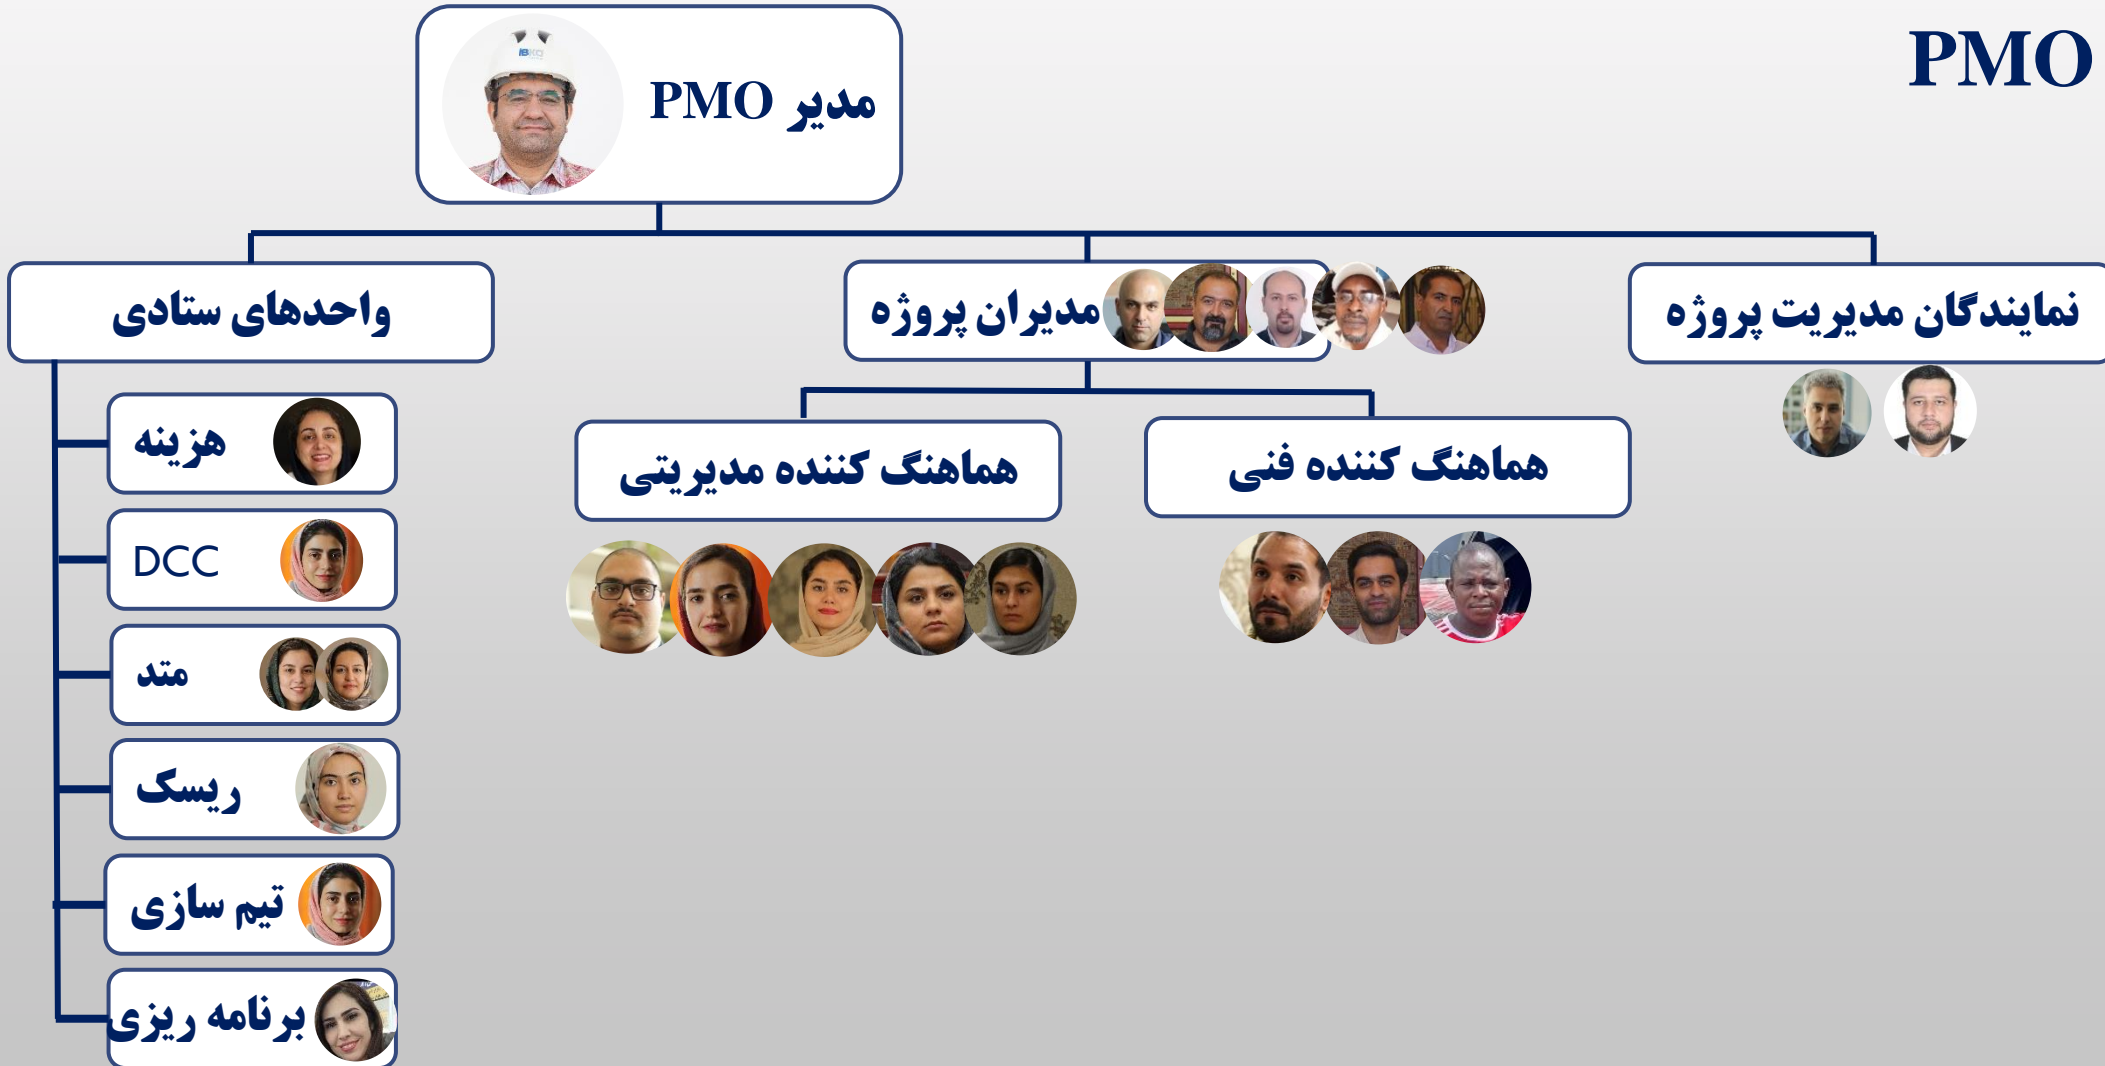 PMO
مدیر PMO
نمایندگان مدیریت پروژه
مدیران پروژه
واحدهای ستادی
هماهنگ کننده فنی
هماهنگ کننده مدیریتی
هزینه
DCC
متد
ریسک
تیم سازی
برنامه ریزی